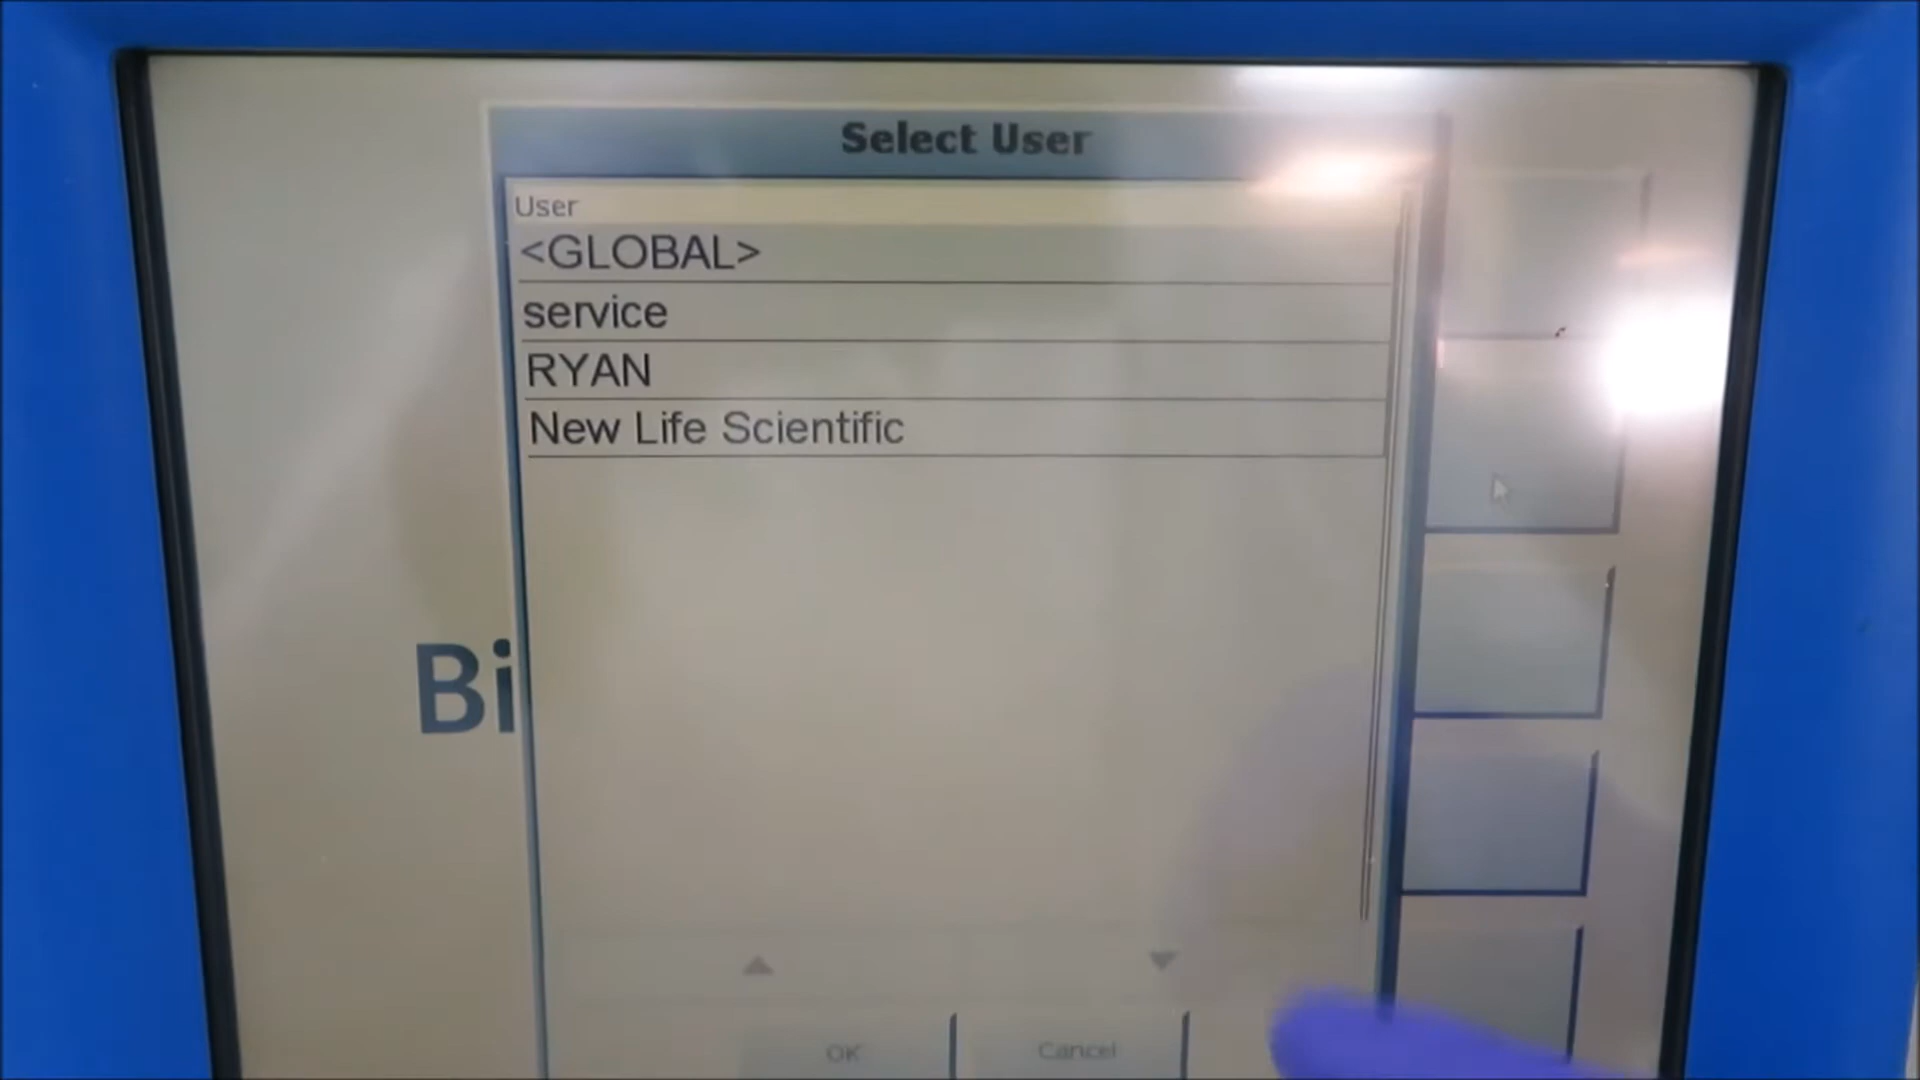 Select User
User
<GLOBAL>
service
RYAN
New Life Scientific
Bi
OK
Cancel